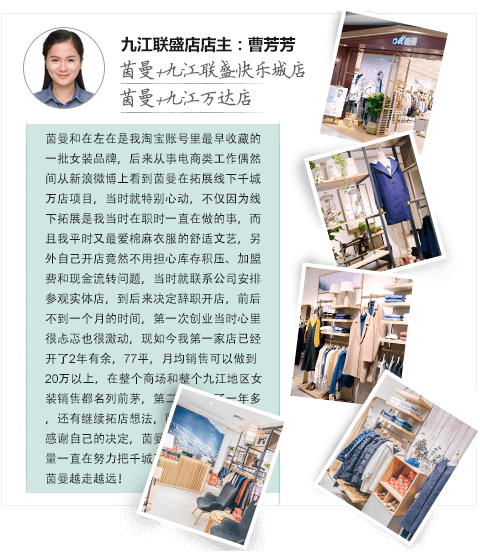 九江联盛店店主：曹芳芳
茵曼+九江联盛快乐城店
茵曼+九江万达店
茵曼和在左在是我淘宝账号里最早收藏的
一批女装品牌，后来从事电商类工作偶然
间从新浪微博上看到茵曼在拓展线下千城
万店项目，当时就特别心动，不仅因为线
下拓展是我当时在职时一直在做的事，而
且我平时又最爱棉麻衣服的舒适文艺，另
外自己开店竟然不用担心库存积压、加盟
费和现金流转问题，当时就联系公司安排
参观实体店，到后来决定辞职开店，前后
不到一个月的时间，第一次创业当时心里
很忐忑也很激动，现如今我第一家店已经
开了2年有余，77平，月均销售可以做到
20万以上，在整个商场和整个九江地区女
装销售都名列前茅，第二 了一年多
，还有继续拓店想法，
感谢自己的决定，茵
量一直在努力把千城
茵曼越走越远！
茵曼